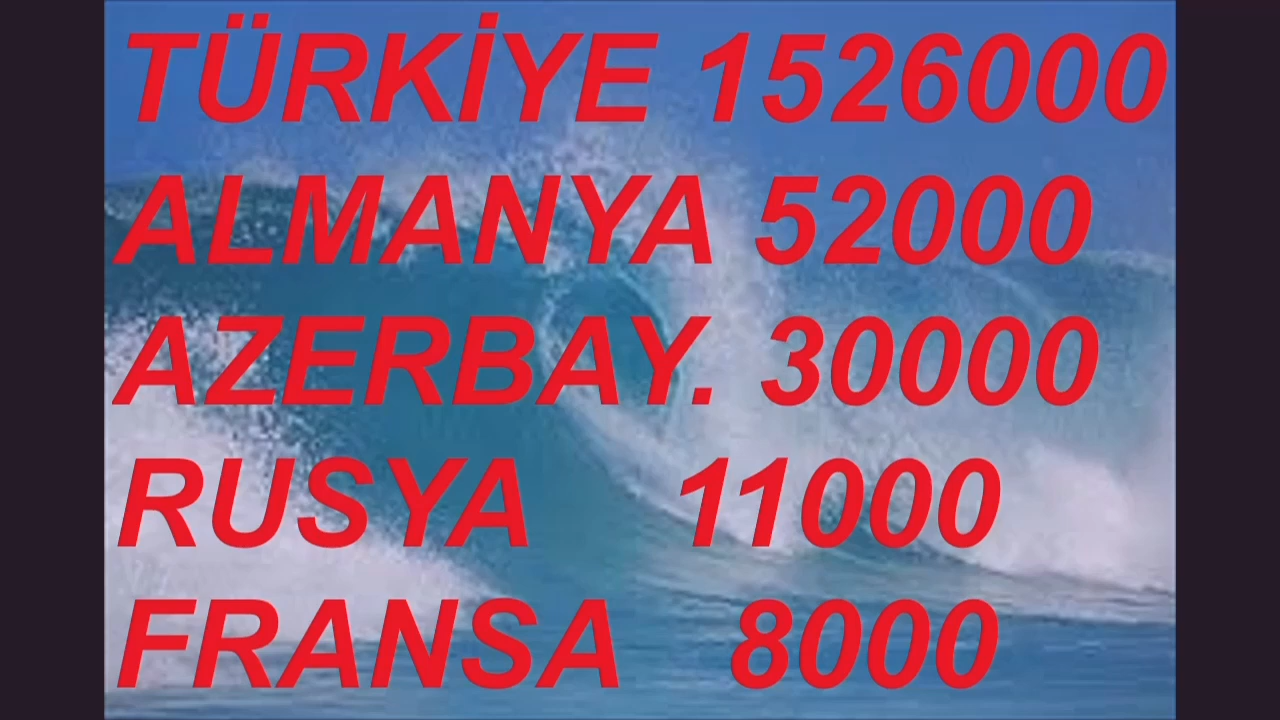 TÜRKİYE 1526000
ALMANYA 52000
AZERBAY. 30000
RUSYA 11000
FRANSA 8000